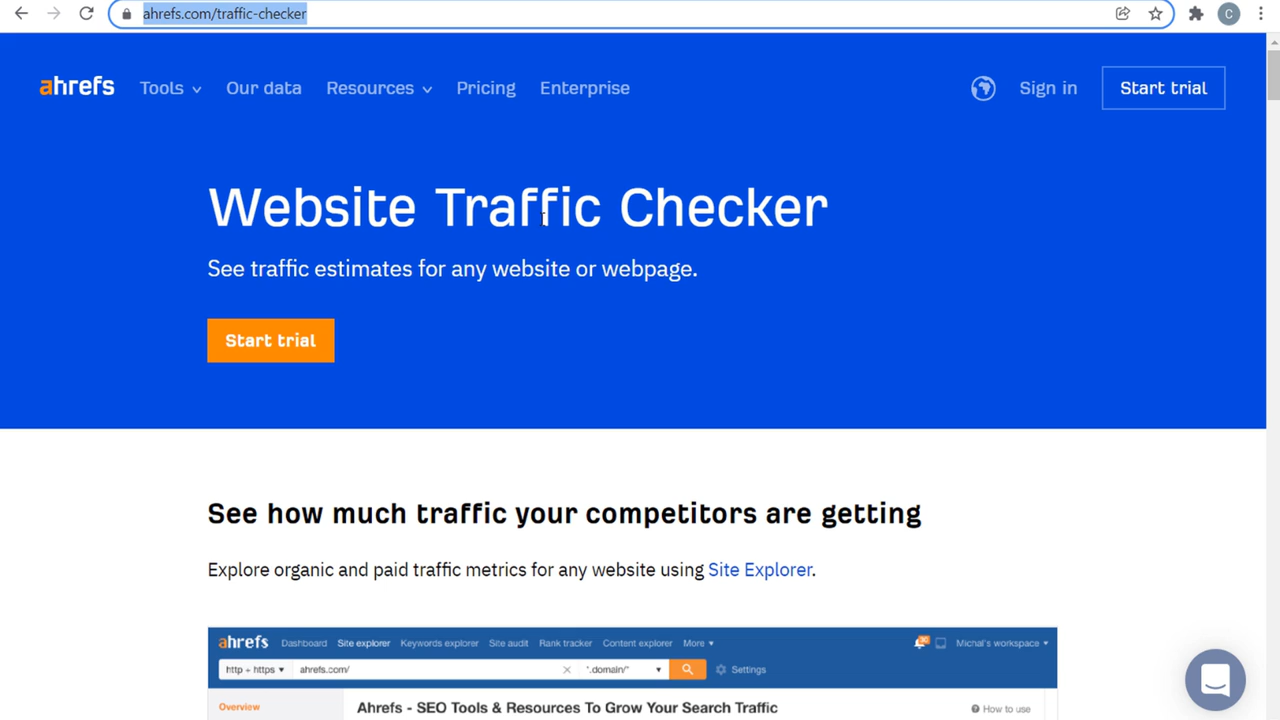 ahrefs.com/traffic-checker
C
ahrefs Tools Our data Resources Pricing Enterprise Sign in Start trial
Website Traffic Checker
See traffic estimates for any website or webpage.
Start trial
See how much traffic your competitors are getting
Explore organic and paid traffic metrics for any website using Site Explorer.
ahrefs Dashboard Site explorer Keywords explorer Site audit Rank tracker Content explorer More Michal's workspace
http + https ahrefs.com/ *.domain/* Settings
Overview Ahrefs - SEO Tools & Resources To Grow Your Search Traffic How to use